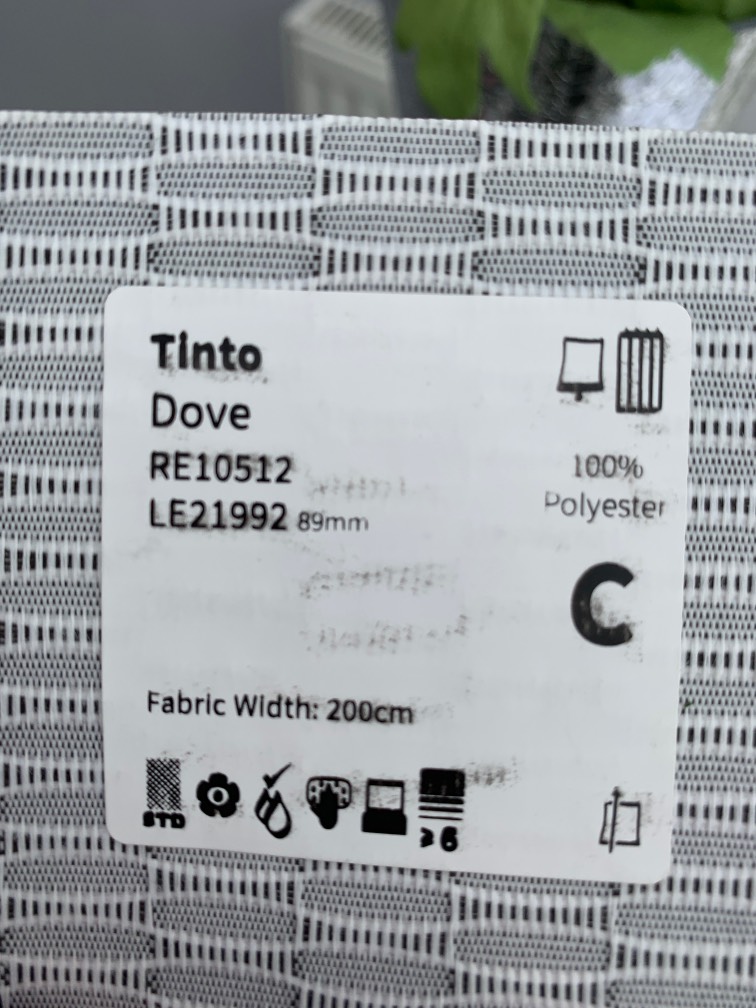 Tinto
Dove
RE10512
LE21992 89mm
100%
Polyester
C
Fabric Width: 200cm
STD
≥6